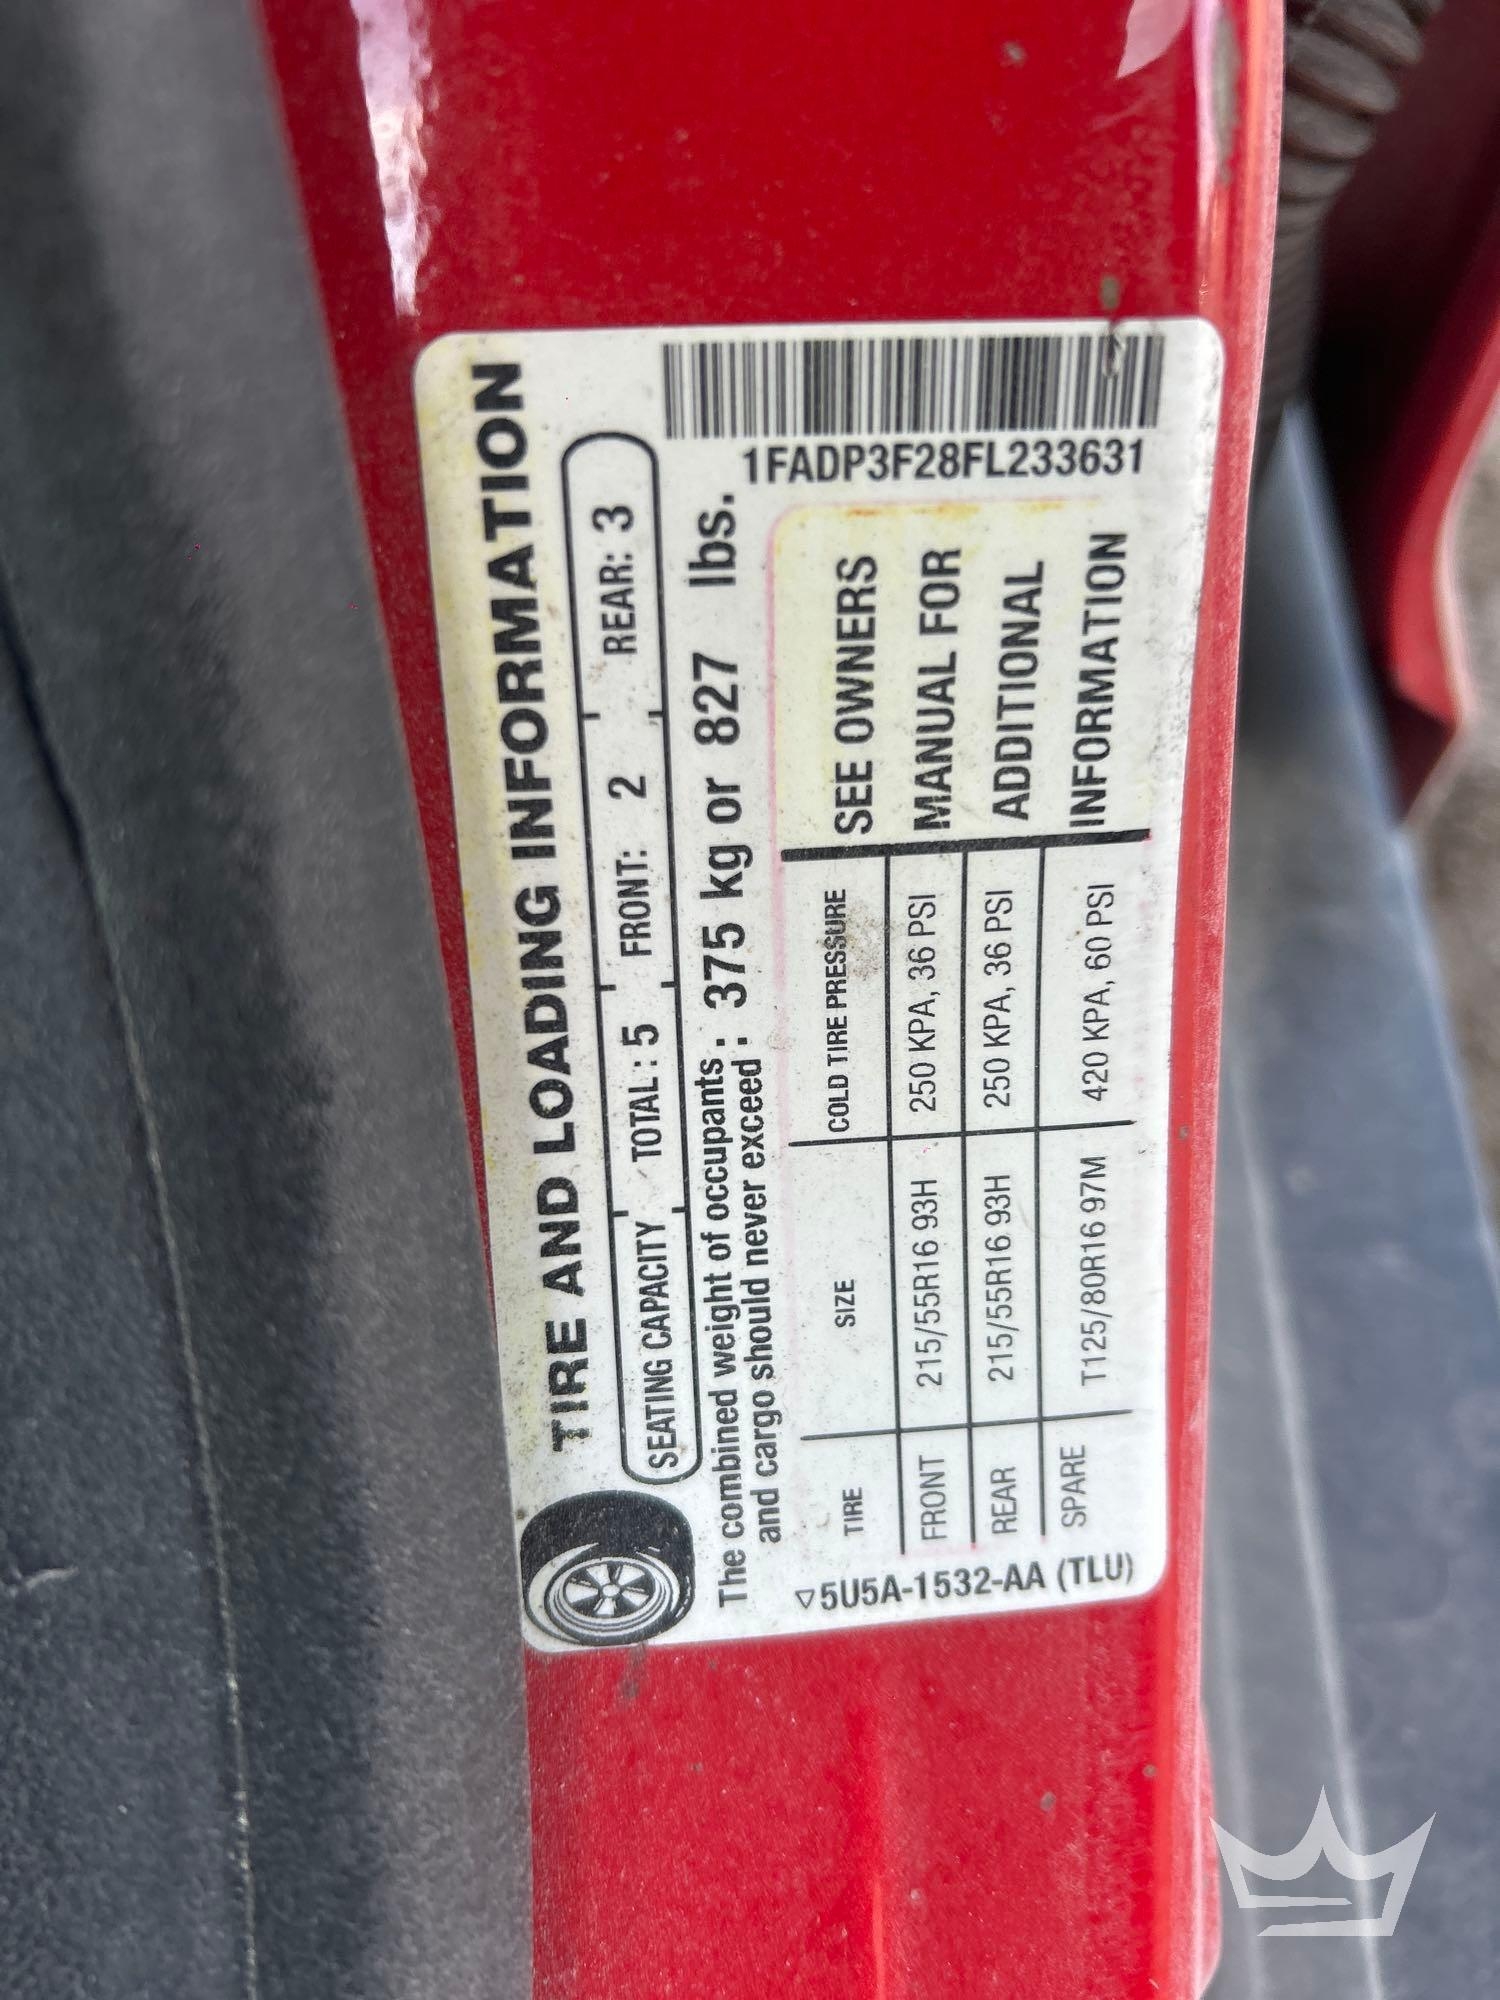 TIRE AND LOADING INFORMATION
SEATING CAPACITY TOTAL : 5 FRONT: 2 REAR: 3
The combined weight of occupants : 375 kg or 827 lbs.
and cargo should never exceed :
1FADP3F28FL233631
TIRE SIZE COLD TIRE PRESSURE
FRONT 215/55R16 93H 250 KPA, 36 PSI
REAR 215/55R16 93H 250 KPA, 36 PSI
SPARE T125/80R16 97M 420 KPA, 60 PSI
SEE OWNERS
MANUAL FOR
ADDITIONAL
INFORMATION
▽5U5A-1532-AA (TLU)